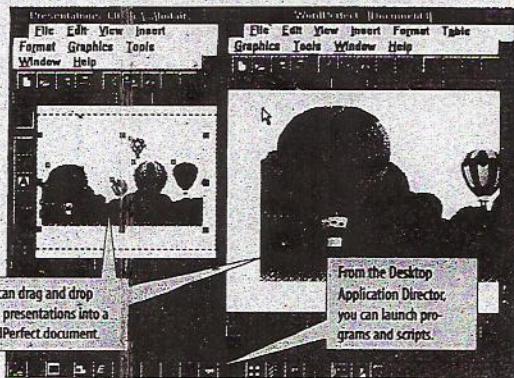 Presentations
File Edit View Insert
Format Graphics Tools
Window Help
WordPerfect [Document1]
File Edit View Insert Format Table
Graphics Tools Window Help
A
can drag and drop
presentations into a
lPerfect document.
From the Desktop
Application Director,
you can launch pro-
grams and scripts.